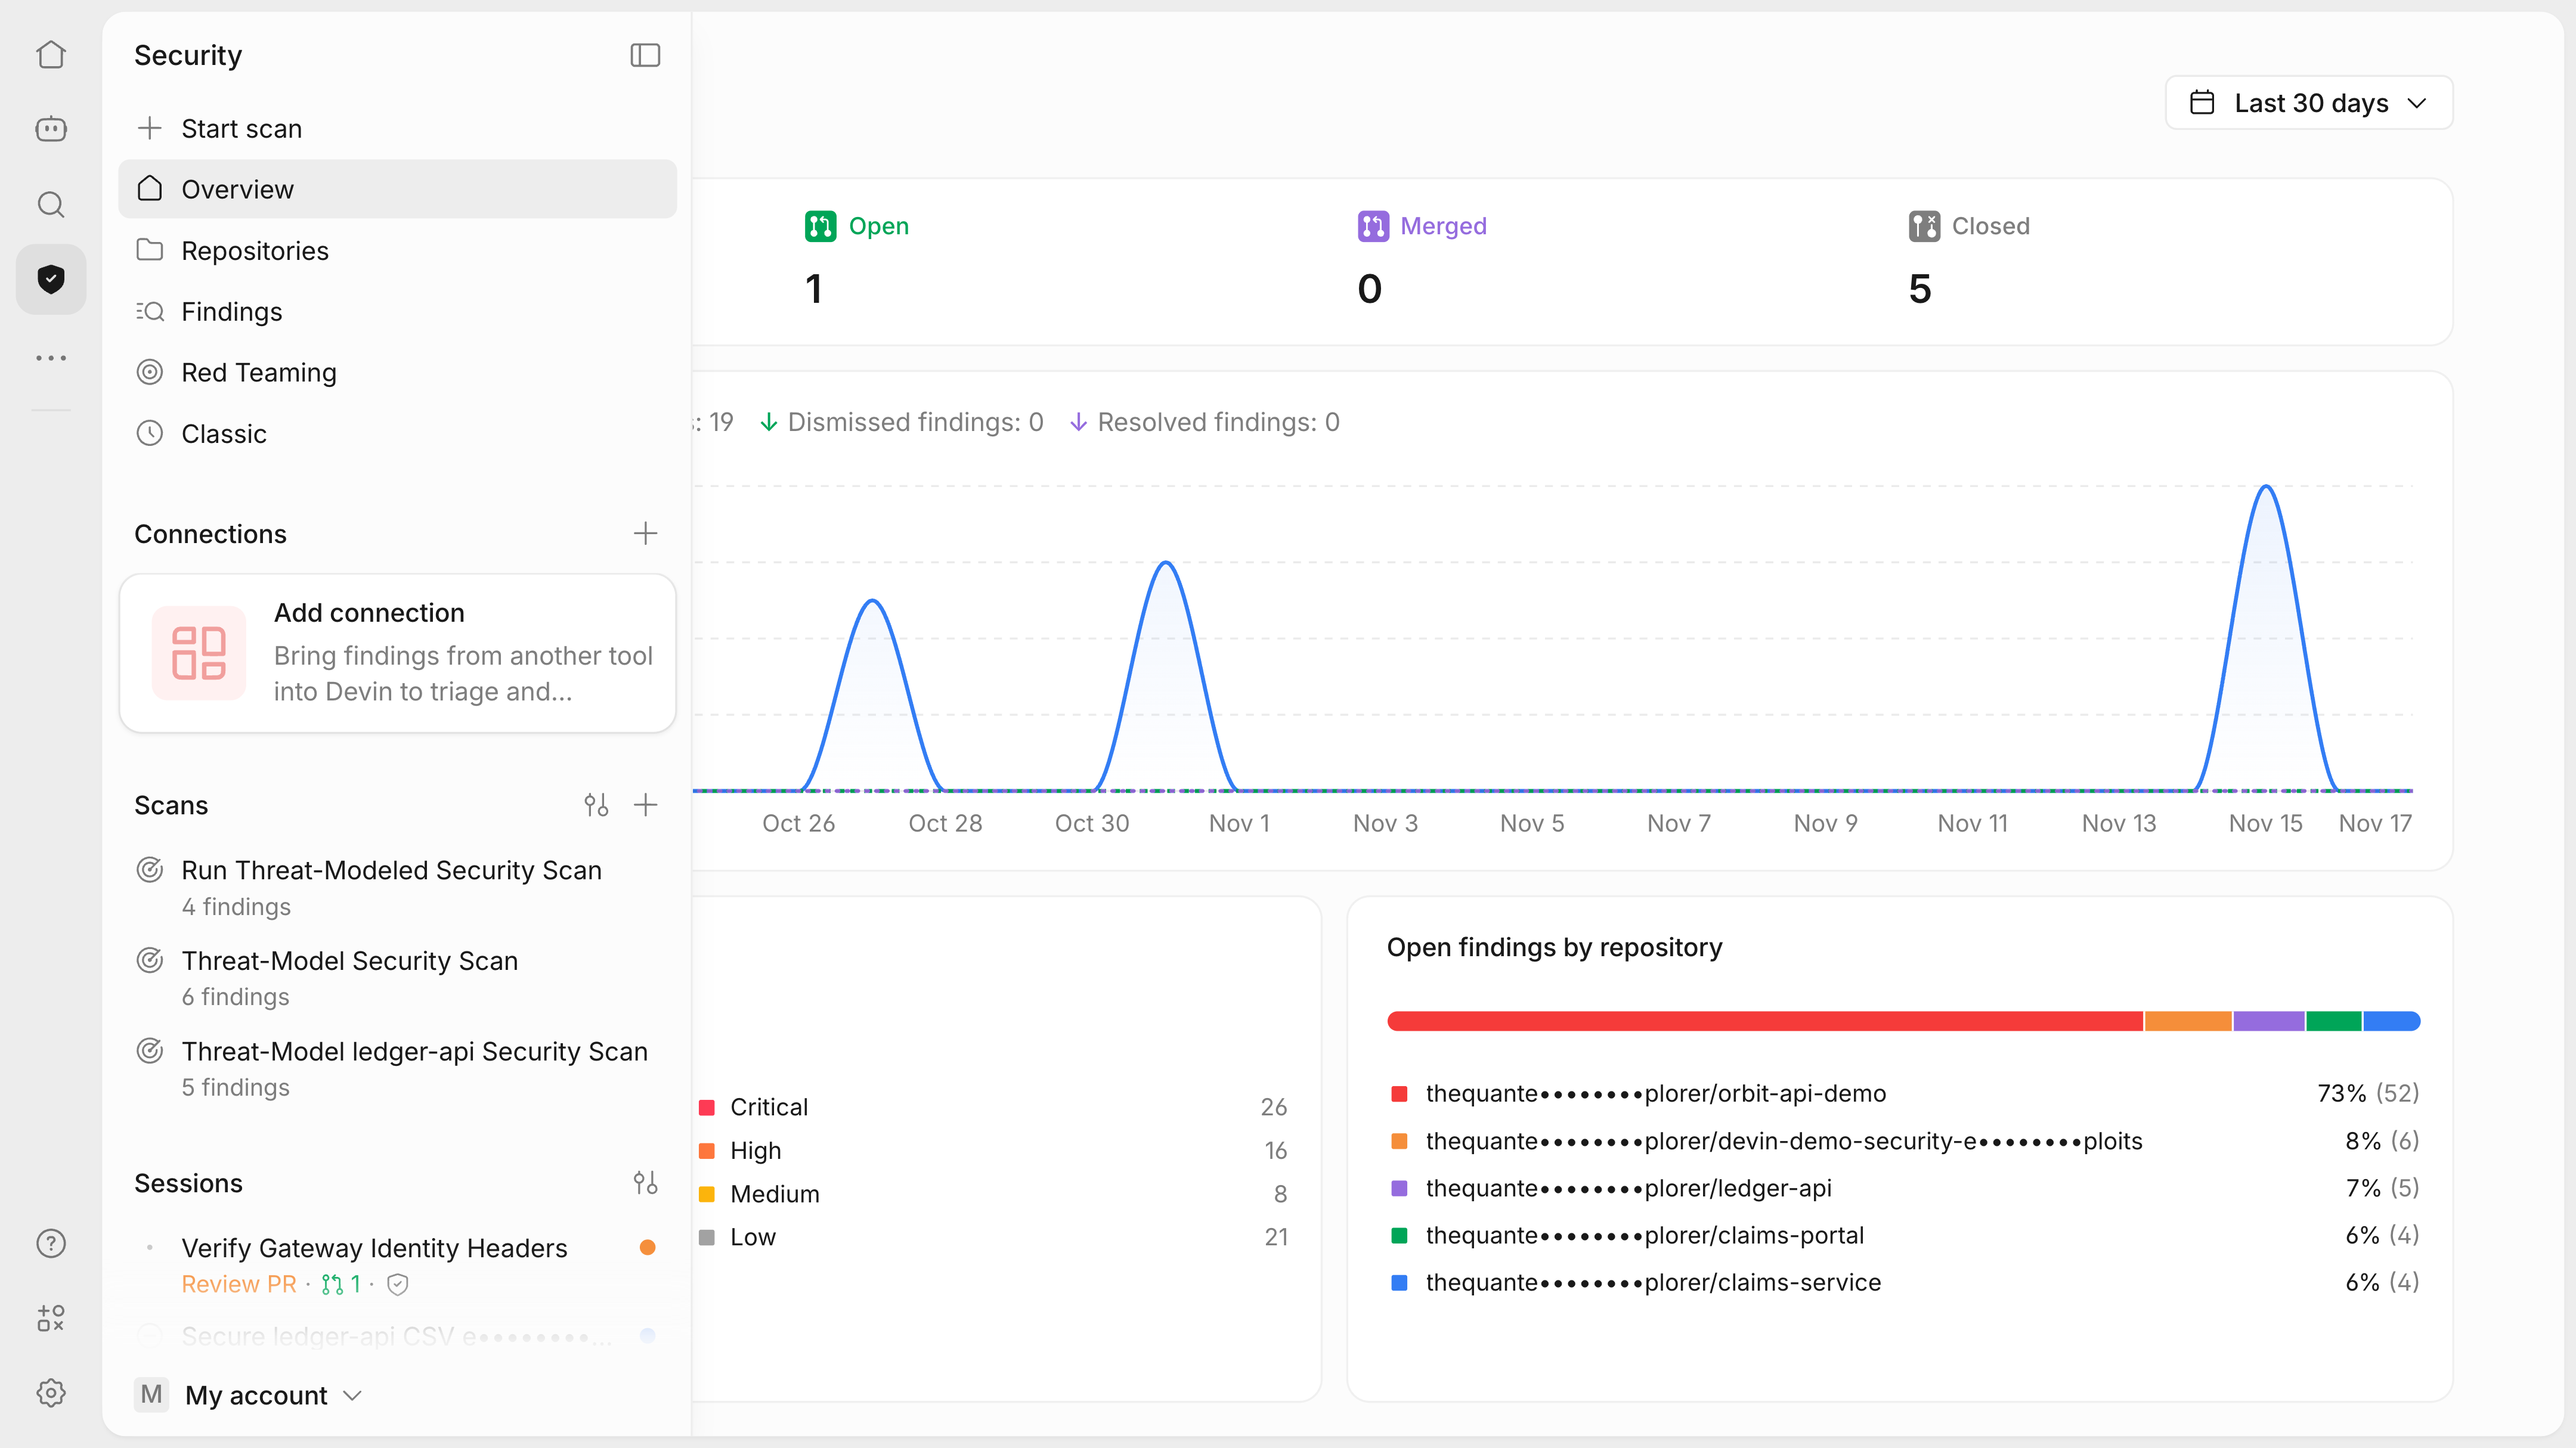 Security
Start scan
Overview
Repositories
Findings
Red Teaming
Classic
Connections
Add connection
Bring findings from another tool
into Devin to triage and...
Scans
Run Threat-Modeled Security Scan
4 findings
Threat-Model Security Scan
6 findings
Threat-Model ledger-api Security Scan
5 findings
Sessions
Verify Gateway Identity Headers
Review PR · 1 ·
Secure ledger-api CSV e••••••••...
M My account
Last 30 days
Open
1
Merged
0
Closed
5
: 19 Dismissed findings: 0 Resolved findings: 0
Oct 26 Oct 28 Oct 30 Nov 1 Nov 3 Nov 5 Nov 7 Nov 9 Nov 11 Nov 13 Nov 15 Nov 17
Critical 26
High 16
Medium 8
Low 21
Open findings by repository
thequante••••••••plorer/orbit-api-demo 73% (52)
thequante••••••••plorer/devin-demo-security-e••••••••ploits 8% (6)
thequante••••••••plorer/ledger-api 7% (5)
thequante••••••••plorer/claims-portal 6% (4)
thequante••••••••plorer/claims-service 6% (4)